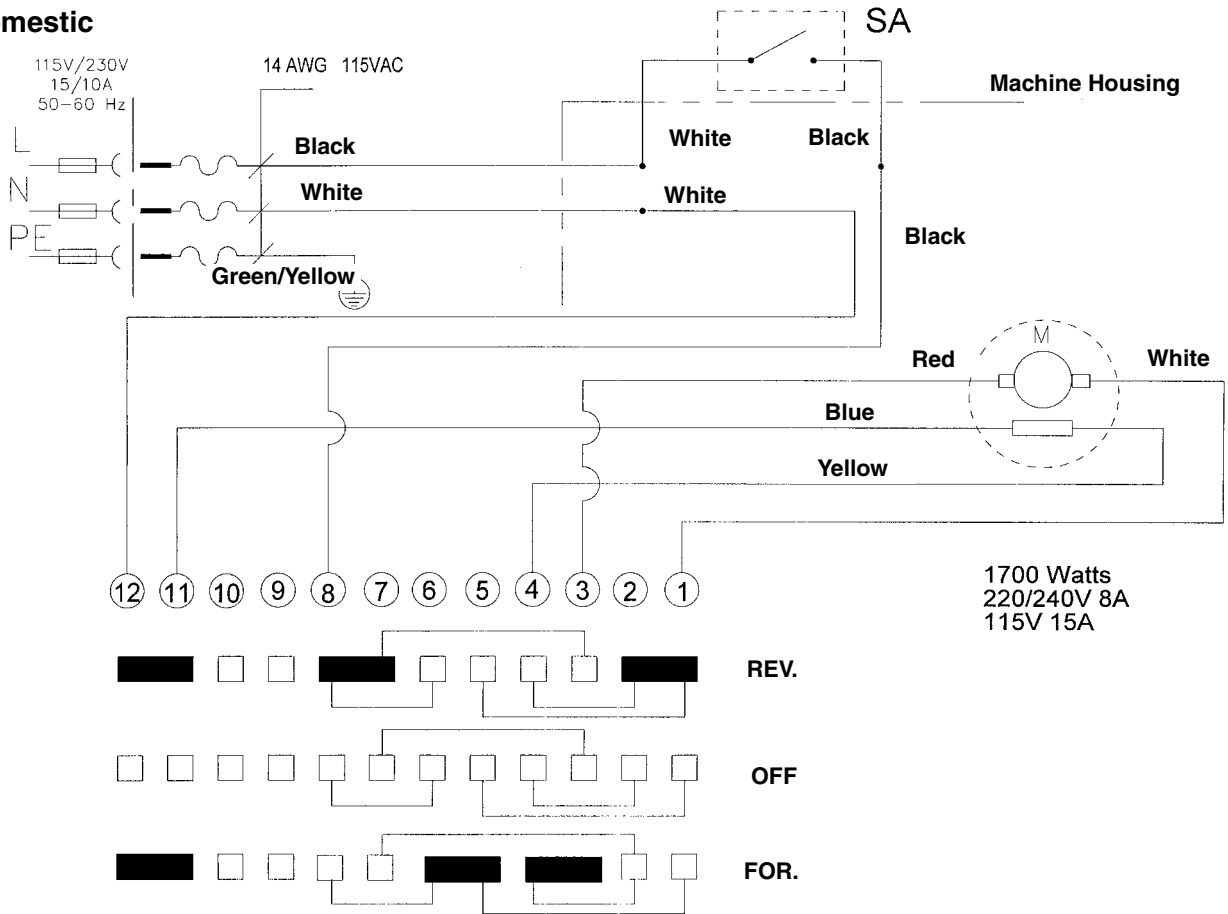 omestic
SA
115V/230V
15/10A
50-60 Hz
14 AWG 115VAC
Machine Housing
L
Black
White
Black
N
White
White
PE
Black
Green/Yellow
M
Red
White
Blue
Yellow
12 11 10 9 8 7 6 5 4 3 2 1
1700 Watts
220/240V 8A
115V 15A
REV.
OFF
FOR.